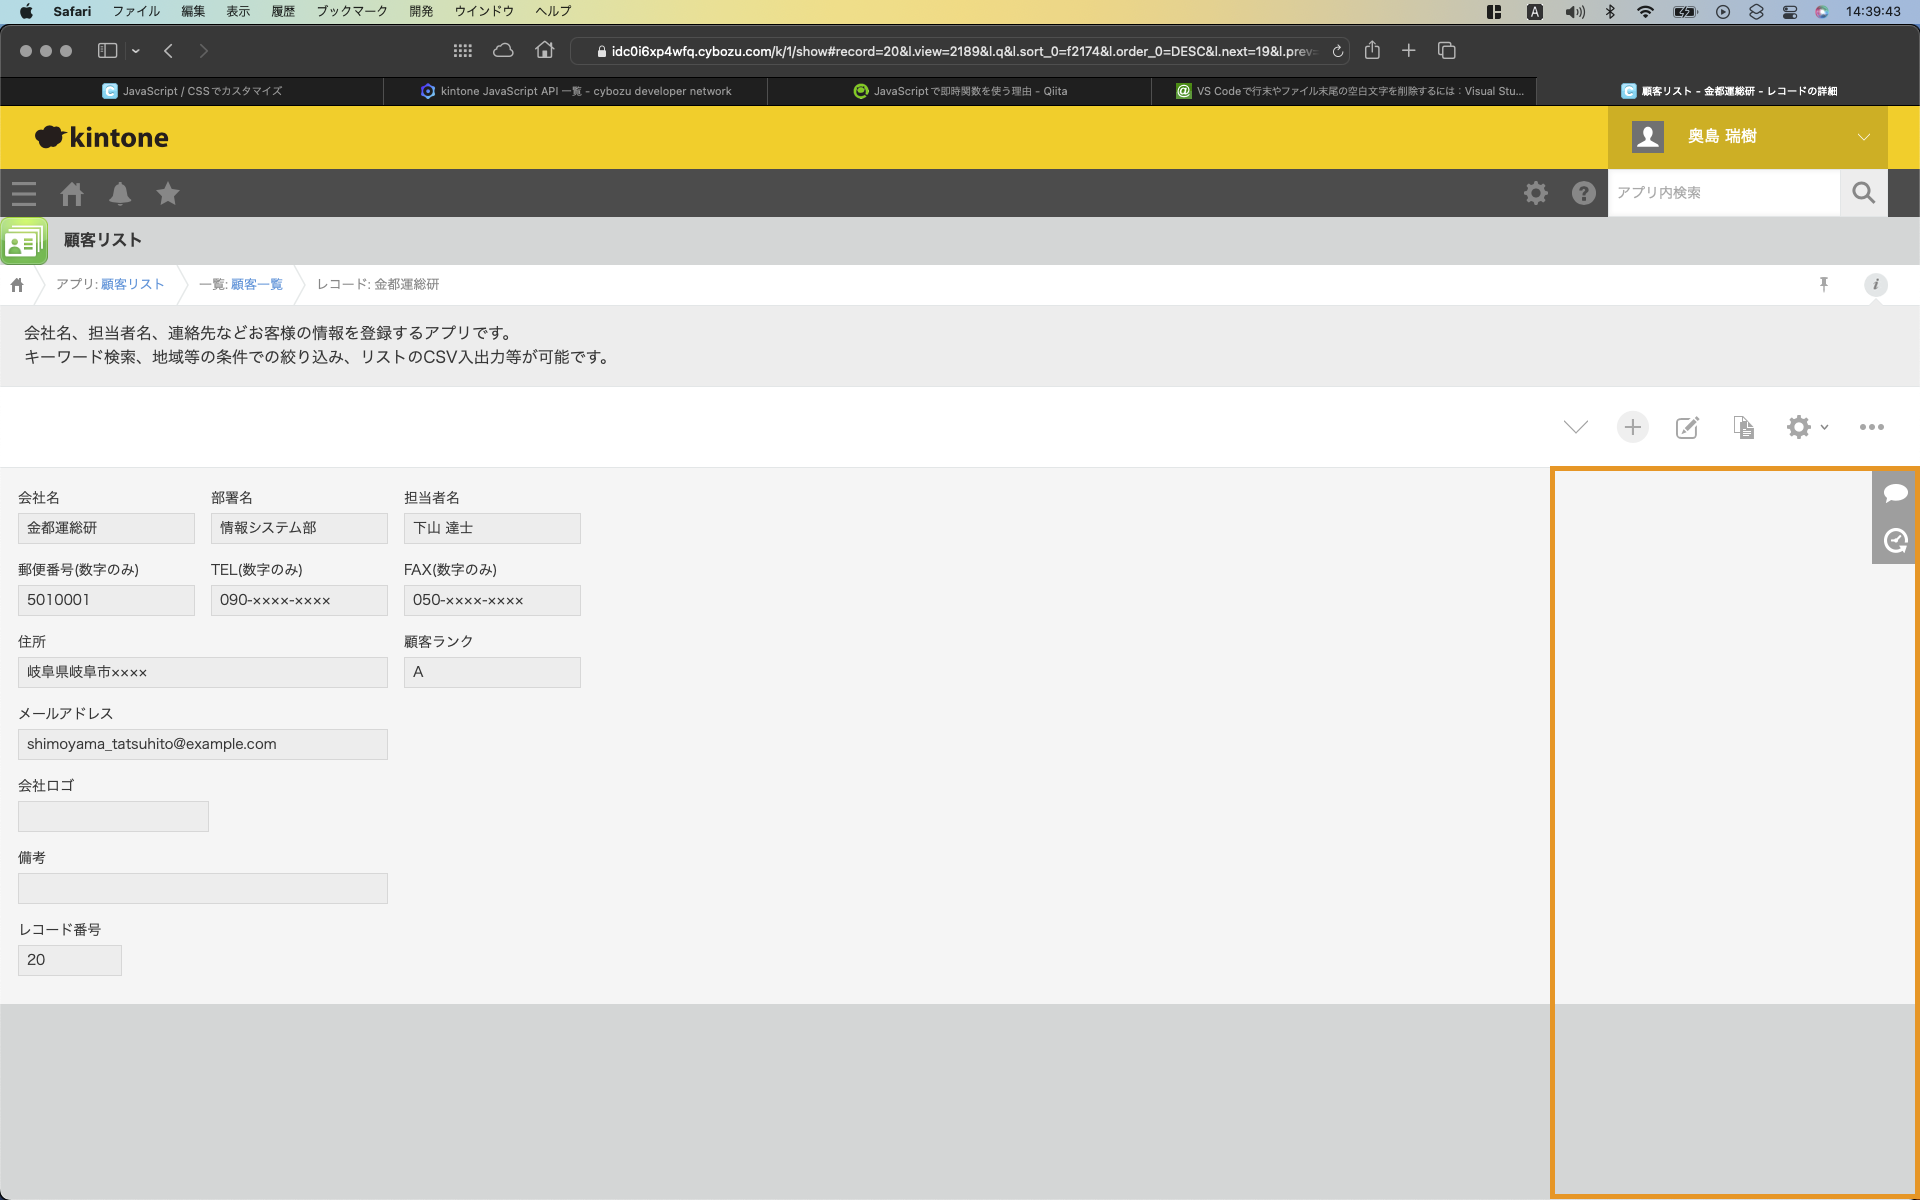 Safari ファイル 編集 表示 履歴 ブックマーク 開発 ウインドウ ヘルプ A 14:39:43
idc0i6xp4wfq.cybozu.com/k/1/show#record=20&l.view=2189&l.q&l.sort_0=f2174&l.order_0=DESC&l.next=19&l.prev=
JavaScript / CSSでカスタマイズ
kintone JavaScript API 一覧 - cybozu developer network
JavaScriptで即時関数を使う理由 - Qiita
VS Codeで行末やファイル末尾の空白文字を削除するには：Visual Stu...
顧客リスト - 金都運総研 - レコードの詳細
kintone
奥島 瑞樹
アプリ内検索
顧客リスト
アプリ: 顧客リスト 一覧: 顧客一覧 レコード: 金都運総研
会社名、担当者名、連絡先などお客様の情報を登録するアプリです。
キーワード検索、地域等の条件での絞り込み、リストのCSV入出力等が可能です。
会社名 部署名 担当者名
金都運総研 情報システム部 下山 達士
郵便番号(数字のみ) TEL(数字のみ) FAX(数字のみ)
5010001 090-××××-×××× 050-××××-××××
住所 顧客ランク
岐阜県岐阜市×××× A
メールアドレス
shimoyama_tatsuhito@example.com
会社ロゴ
備考
レコード番号
20